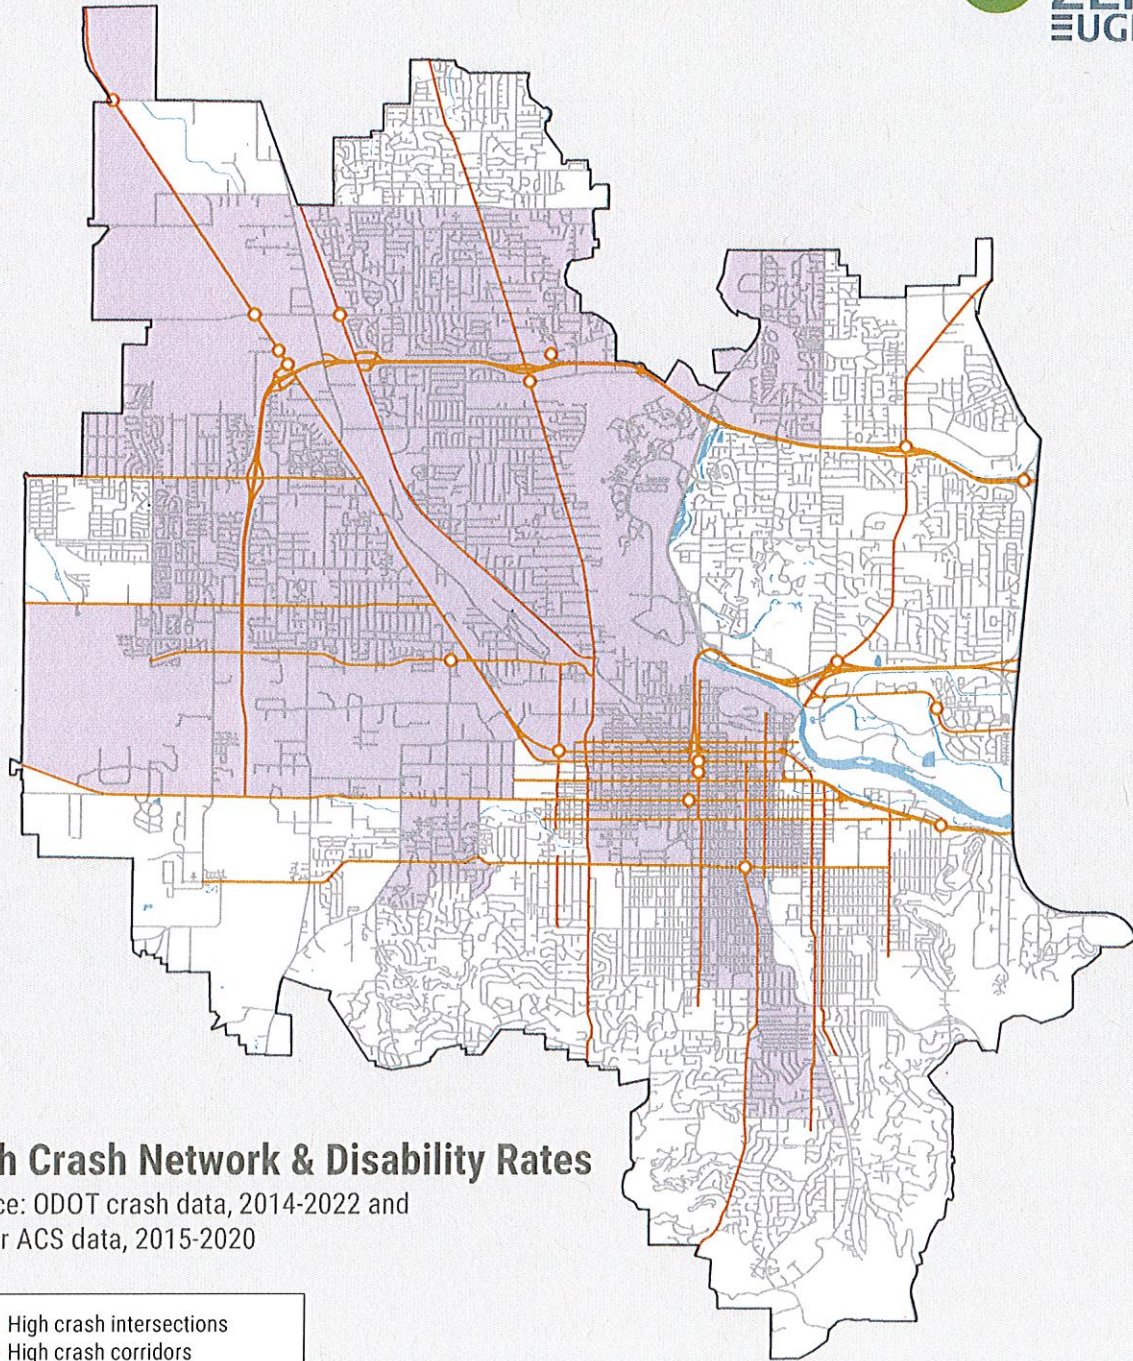 EUG
h Crash Network & Disability Rates
ce: ODOT crash data, 2014-2022 and
r ACS data, 2015-2020
High crash intersections
High crash corridors